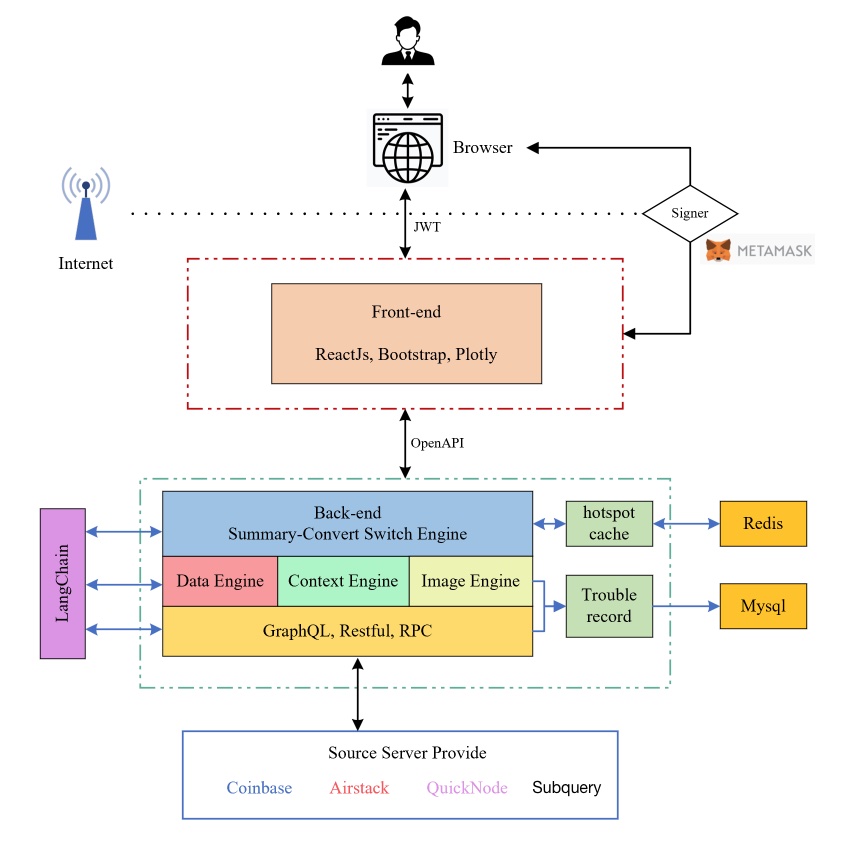 Browser
Signer
JWT
METAMASK
Internet
Front-end
ReactJs, Bootstrap, Plotly
OpenAPI
LangChain
Back-end
Summary-Convert Switch Engine
hotspot
cache
Redis
Data Engine
Context Engine
Image Engine
Trouble
record
Mysql
GraphQL, Restful, RPC
Source Server Provide
Coinbase
Airstack
QuickNode
Subquery